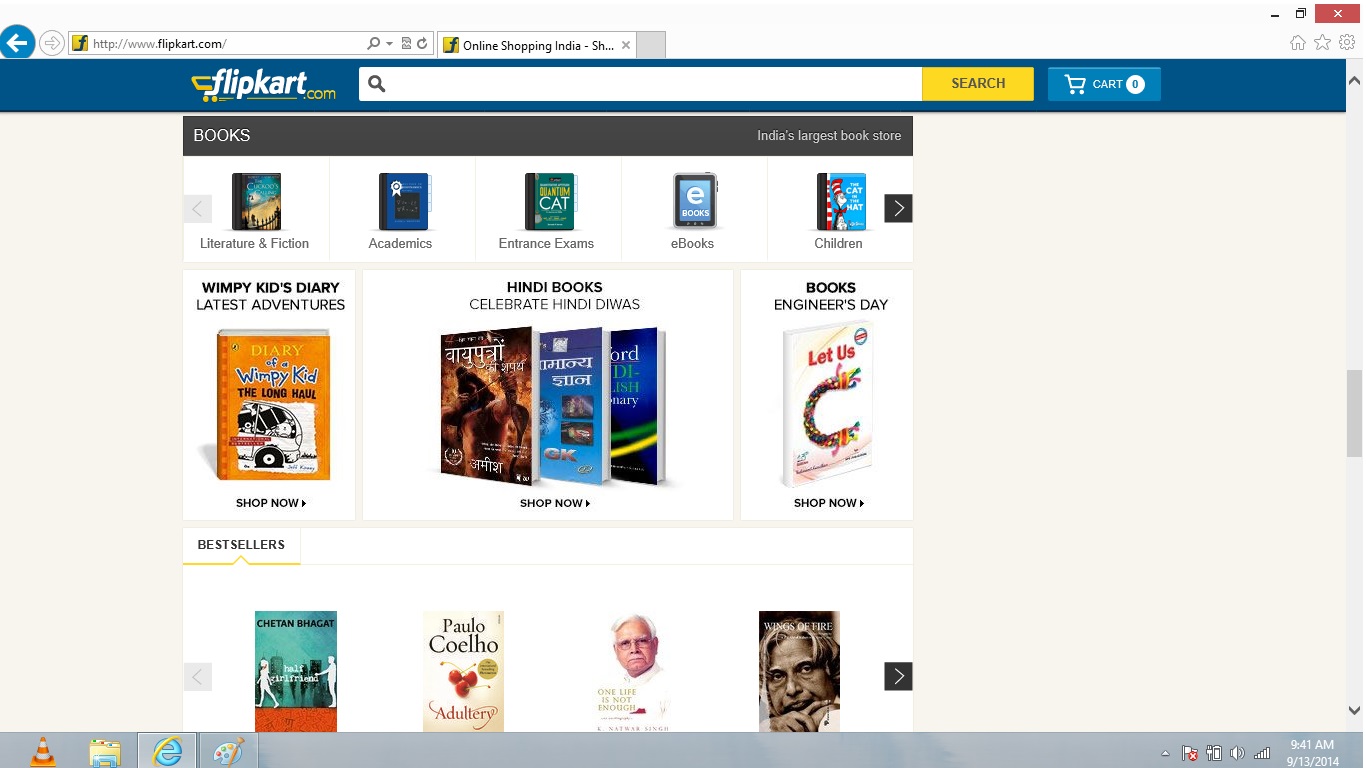 http://www.flipkart.com/
Online Shopping India - Sh...
flipkart.com
SEARCH
CART 0
BOOKS
India's largest book store
THE CUCKOO'S CALLING
QUANTUM
CAT
e
BOOKS
THE
CAT
IN
THE
HAT
Literature & Fiction
Academics
Entrance Exams
eBooks
Children
WIMPY KID'S DIARY
LATEST ADVENTURES
DIARY
of a
Wimpy Kid
THE LONG HAUL
Jeff Kinney
SHOP NOW
HINDI BOOKS
CELEBRATE HINDI DIWAS
वायुपुत्रों
की शपथ
अमीश
मान्य
ज्ञान
GK
ord
DI-
LISH
onary
SHOP NOW
BOOKS
ENGINEER'S DAY
Let Us
C
SHOP NOW
BESTSELLERS
CHETAN BHAGAT
half
girlfriend
Paulo
Coelho
Adultery
ONE LIFE
IS NOT
ENOUGH
K. NATWAR SINGH
WINGS OF FIRE
9:41 AM
9/13/2014